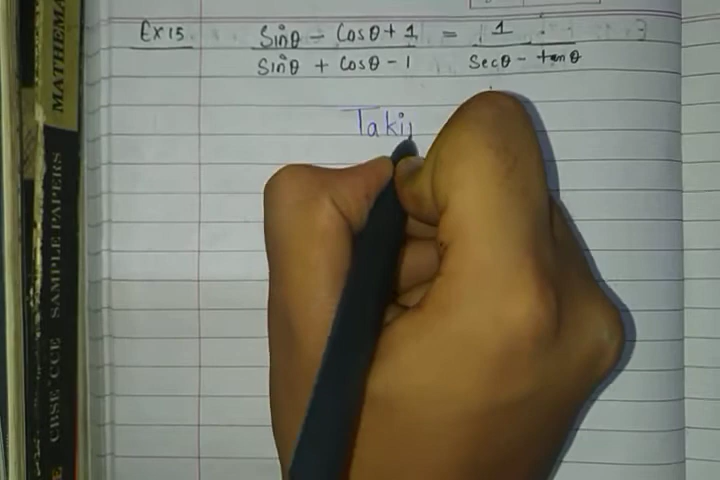 Ex 15 Sinθ - Cosθ + 1 = 1
Sinθ + Cosθ - 1 Secθ - tanθ
Taki
MATHEMA
CBSE-CCE SAMPLE PAPERS